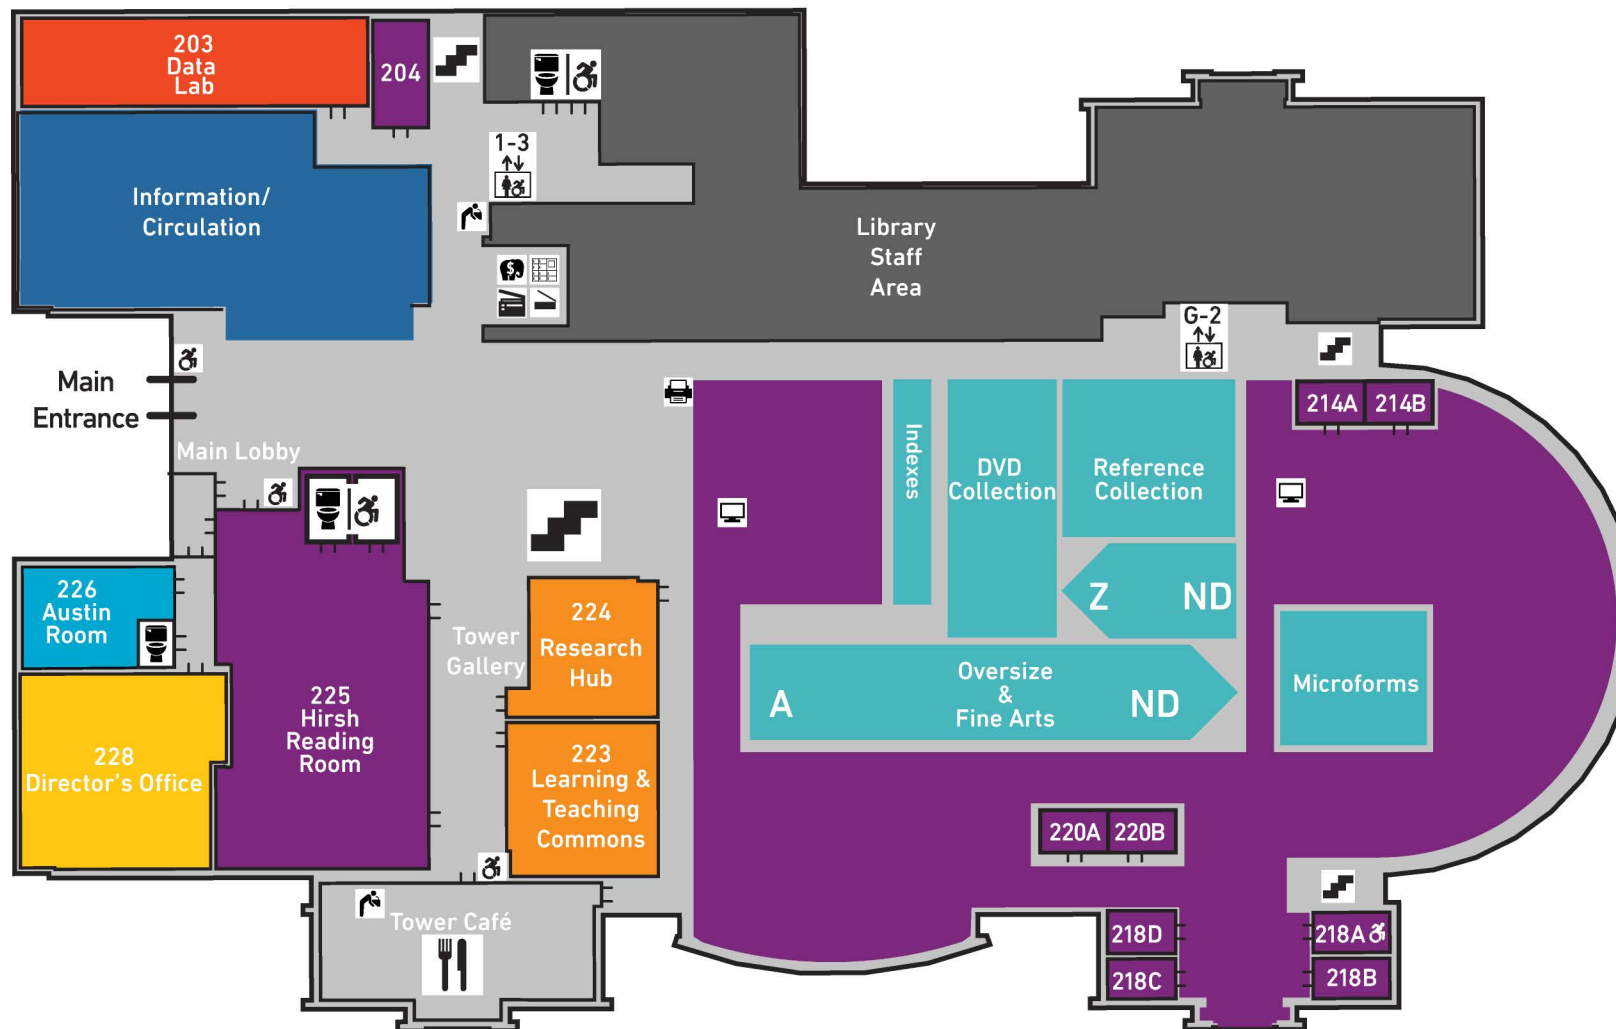 203
Data
Lab
204
1-3
Information/
Circulation
Library
Staff
Area
G-2
Main
Entrance
Main Lobby
214A
214B
Indexes
DVD
Collection
Reference
Collection
Z
ND
226
Austin
Room
224
Research
Hub
Tower
Gallery
A
Oversize
&
Fine Arts
ND
Microforms
225
Hirsh
Reading
Room
228
Director's Office
223
Learning &
Teaching
Commons
220A
220B
Tower Café
218D
218A
218C
218B
$